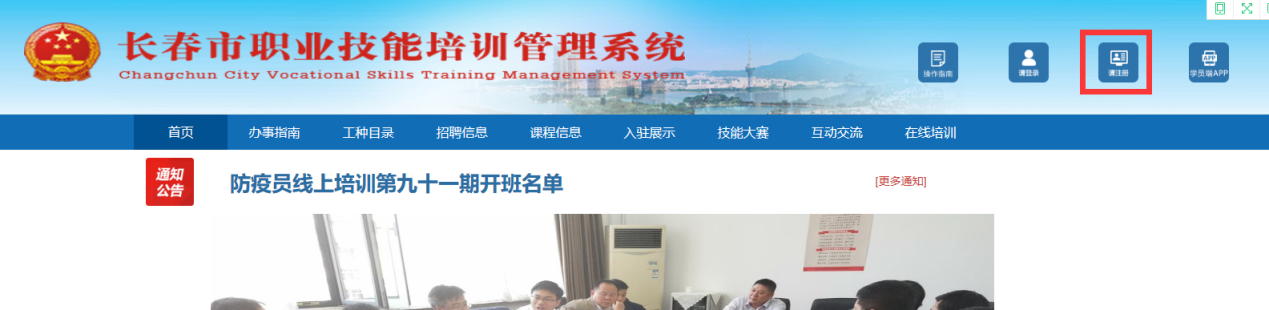 长春市职业技能培训管理系统
Changchun City Vocational Skills Training Management System
操作指南
请登录
请注册
APP
学员端APP
首页 办事指南 工种目录 招聘信息 课程信息 入驻展示 技能大赛 互动交流 在线培训
通知
公告
防疫员线上培训第九十一期开班名单
[更多通知]